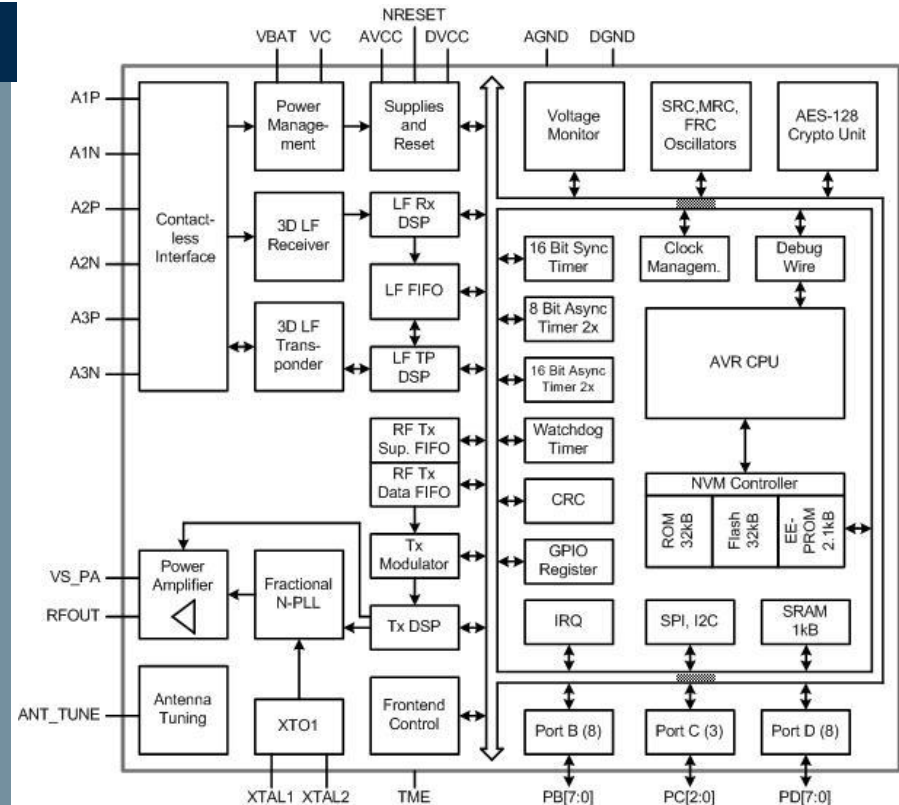 NRESET
VBAT VC AVCC DVCC AGND DGND
A1P
A1N
A2P
A2N
A3P
A3N
Contact-
less
Interface
Power
Manage-
ment
Supplies
and
Reset
Voltage
Monitor
SRC,MRC,
FRC
Oscillators
AES-128
Crypto Unit
3D LF
Receiver
LF Rx
DSP
LF FIFO
3D LF
Trans-
ponder
LF TP
DSP
16 Bit Sync
Timer
Clock
Managem.
Debug
Wire
8 Bit Async
Timer 2x
16 Bit Async
Timer 2x
AVR CPU
RF Tx
Sup. FIFO
RF Tx
Data FIFO
Watchdog
Timer
CRC
NVM Controller
ROM
32kB
Flash
32kB
EE-
PROM
2.1kB
Tx
Modulator
GPIO
Register
VS_PA
RFOUT
Power
Amplifier
Fractional
N-PLL
Tx DSP
IRQ
SPI, I2C
SRAM
1kB
ANT_TUNE
Antenna
Tuning
XTO1
Frontend
Control
Port B (8)
Port C (3)
Port D (8)
XTAL1 XTAL2 TME PB[7:0] PC[2:0] PD[7:0]